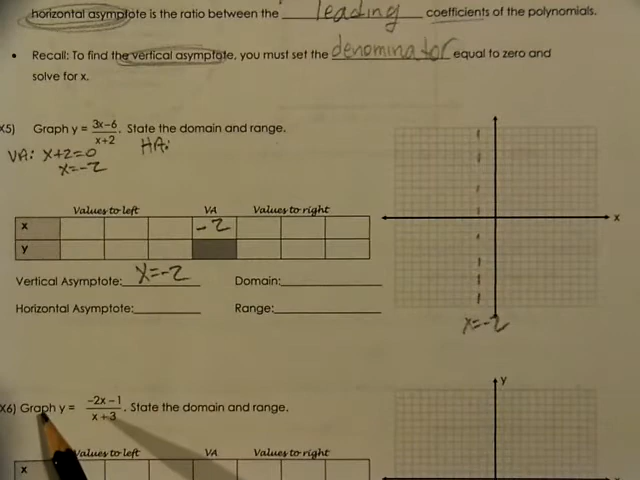 horizontal asymptote is the ratio between the leading coefficients of the polynomials.
• Recall: To find the vertical asymptote, you must set the denominator equal to zero and
solve for x.
X5) Graph y = 3x-6/x+2. State the domain and range.
VA: x+2=0 HA:
x=-2
Values to left VA Values to right
x -2
y
Vertical Asymptote: x=-2 Domain:
Horizontal Asymptote: Range:
x
x=-2
y
X6) Graph y = -2x-1/x+3. State the domain and range.
Values to left VA Values to right
x